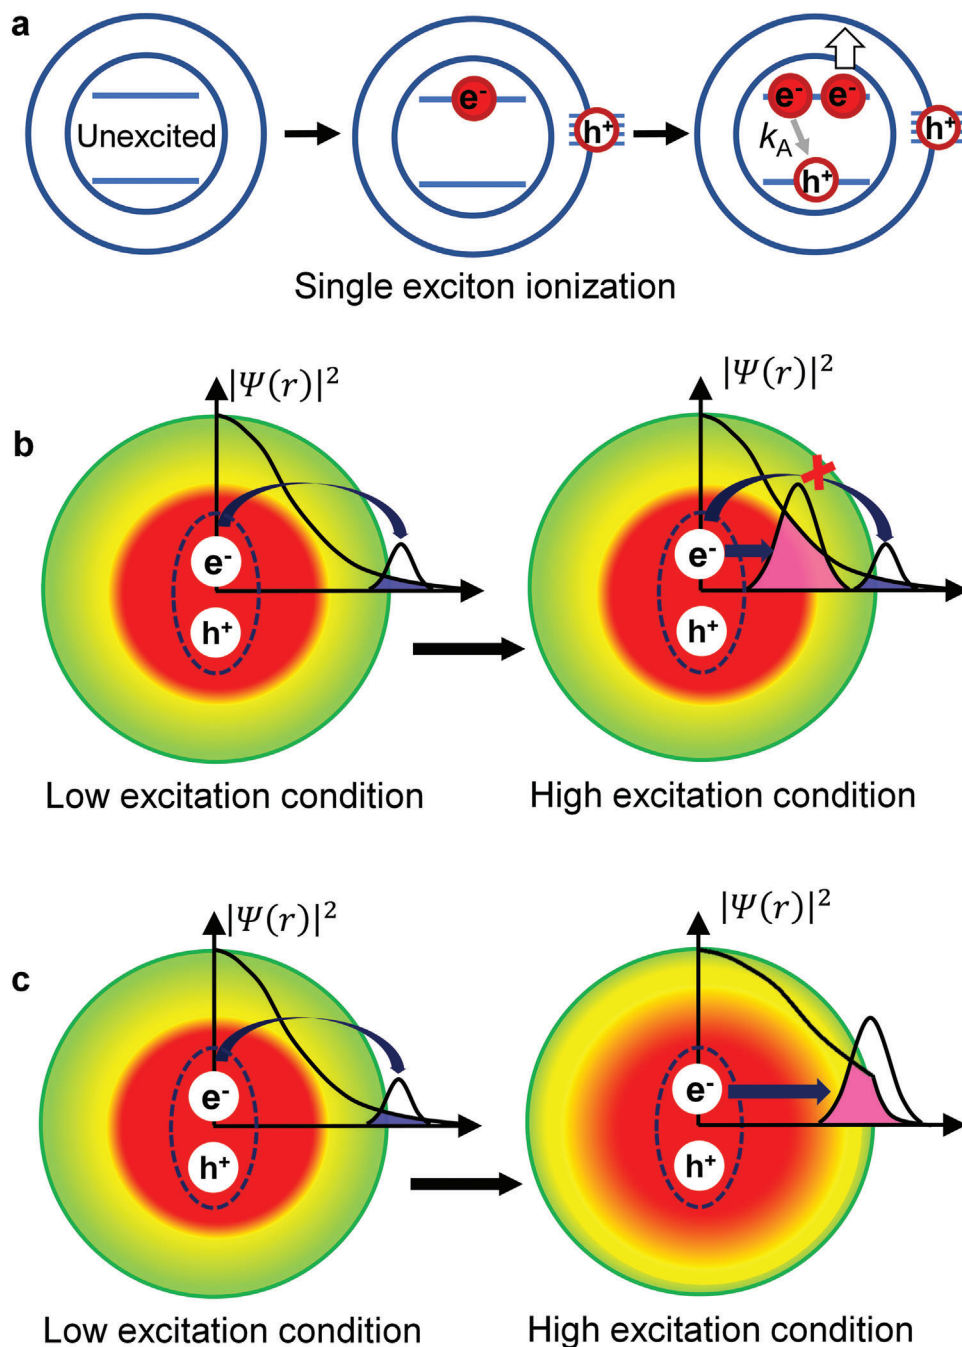 a
Unexcited
e⁻
h⁺
e⁻ e⁻
k_A
h⁺
h⁺
Single exciton ionization
b
|Ψ(r)|²
e⁻
h⁺
|Ψ(r)|²
e⁻
h⁺
Low excitation condition
High excitation condition
c
|Ψ(r)|²
e⁻
h⁺
|Ψ(r)|²
e⁻
h⁺
Low excitation condition
High excitation condition